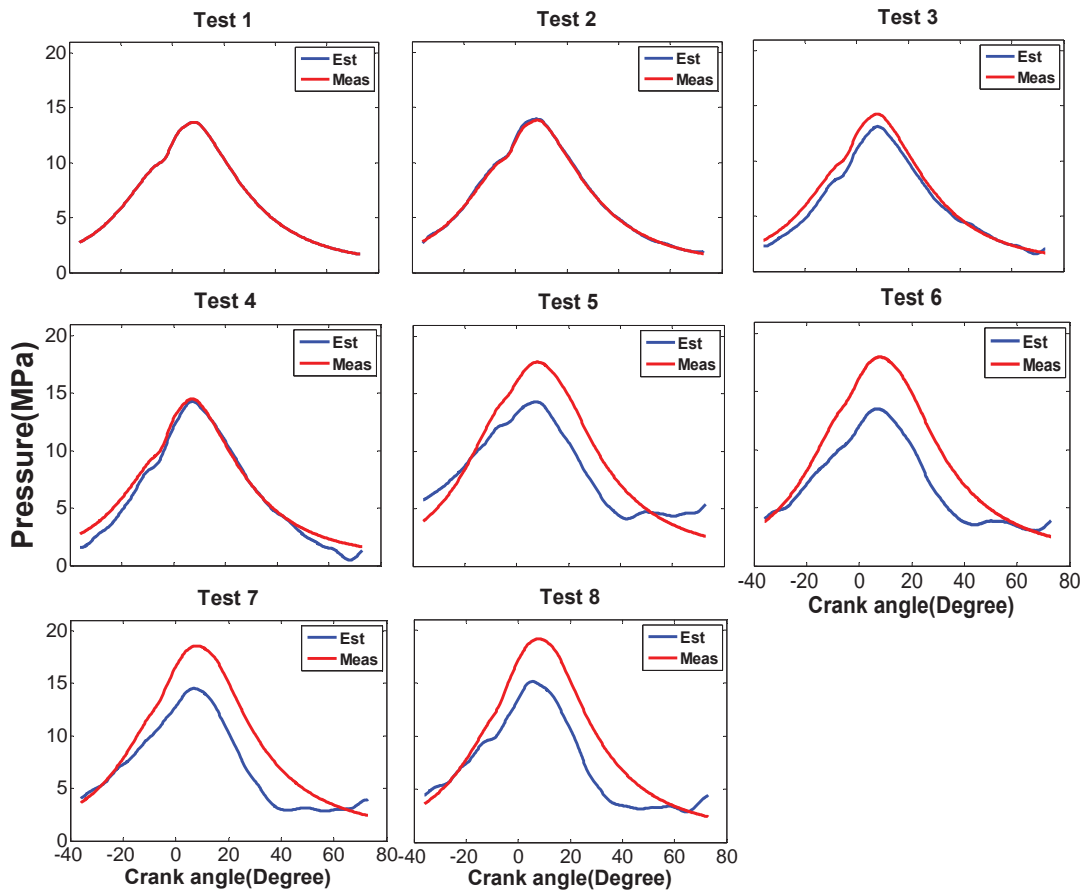 Test 1
Test 2
Test 3
20
15
10
5
0
Est
Meas
Est
Meas
Est
Meas
Test 4
Test 5
Test 6
Pressure(MPa)
20
15
10
5
0
Est
Meas
Est
Meas
Est
Meas
-40 -20 0 20 40 60 80
Crank angle(Degree)
Test 7
Test 8
20
15
10
5
0
Est
Meas
Est
Meas
-40 -20 0 20 40 60 80
-40 -20 0 20 40 60 80
Crank angle(Degree)
Crank angle(Degree)